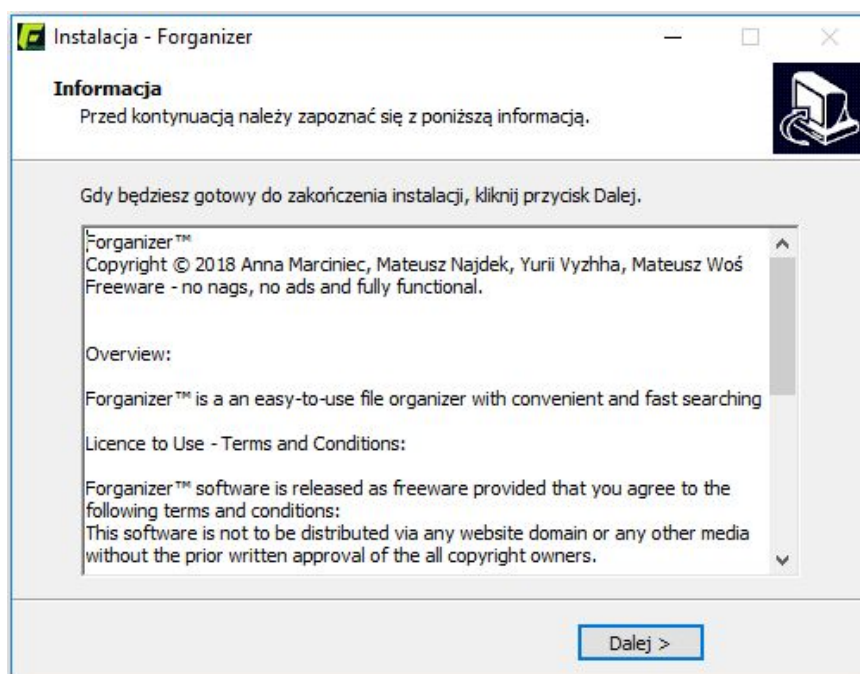 Instalacja - Forganizer
Informacja
Przed kontynuacją należy zapoznać się z poniższą informacją.
Gdy będziesz gotowy do zakończenia instalacji, kliknij przycisk Dalej.
Forganizer™
Copyright © 2018 Anna Marciniec, Mateusz Najdek, Yurii Vyzhha, Mateusz Woś
Freeware - no nags, no ads and fully functional.
Overview:
Forganizer™ is a an easy-to-use file organizer with convenient and fast searching
Licence to Use - Terms and Conditions:
Forganizer™ software is released as freeware provided that you agree to the
following terms and conditions:
This software is not to be distributed via any website domain or any other media
without the prior written approval of the all copyright owners.
Dalej >